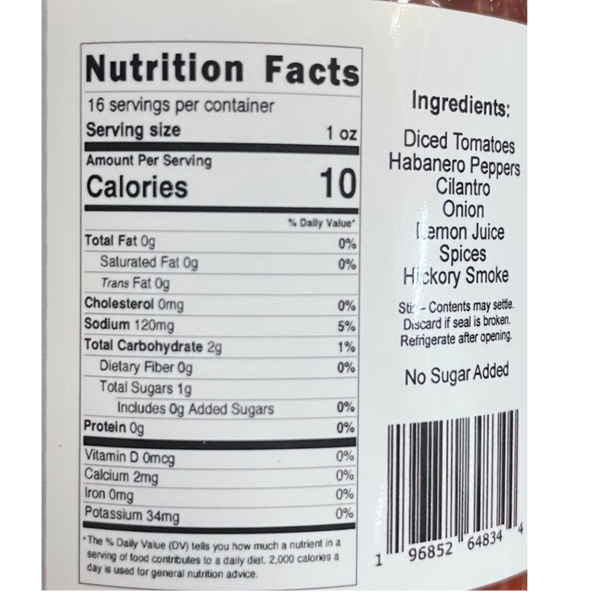 Nutrition Facts
16 servings per container
Serving size 1 oz
Amount Per Serving
Calories 10
% Daily Value*
Total Fat 0g 0%
Saturated Fat 0g 0%
Trans Fat 0g
Cholesterol 0mg 0%
Sodium 120mg 5%
Total Carbohydrate 2g 1%
Dietary Fiber 0g 0%
Total Sugars 1g
Includes 0g Added Sugars 0%
Protein 0g 0%
Vitamin D 0mcg 0%
Calcium 2mg 0%
Iron 0mg 0%
Potassium 34mg 0%
*The % Daily Value (DV) tells you how much a nutrient in a
serving of food contributes to a daily diet. 2,000 calories a
day is used for general nutrition advice.
Ingredients:
Diced Tomatoes
Habanero Peppers
Cilantro
Onion
Lemon Juice
Spices
Hickory Smoke
Stir - Contents may settle.
Discard if seal is broken.
Refrigerate after opening.
No Sugar Added
1 96852 64834 4